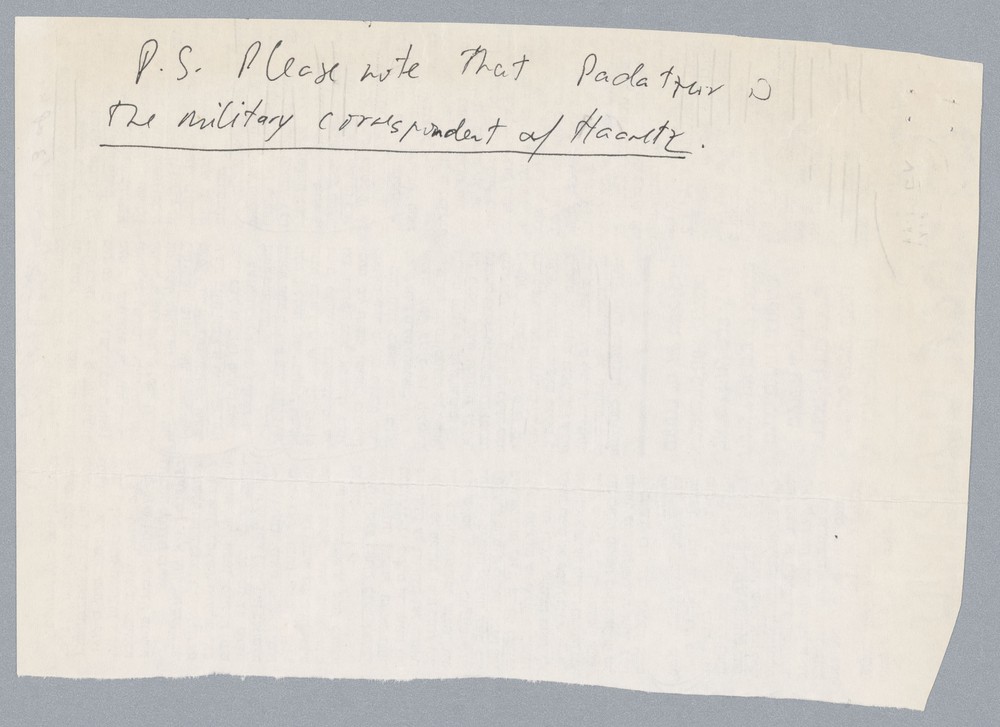 P.S. Please note that Padatzur is
the military correspondent of Haaretz.